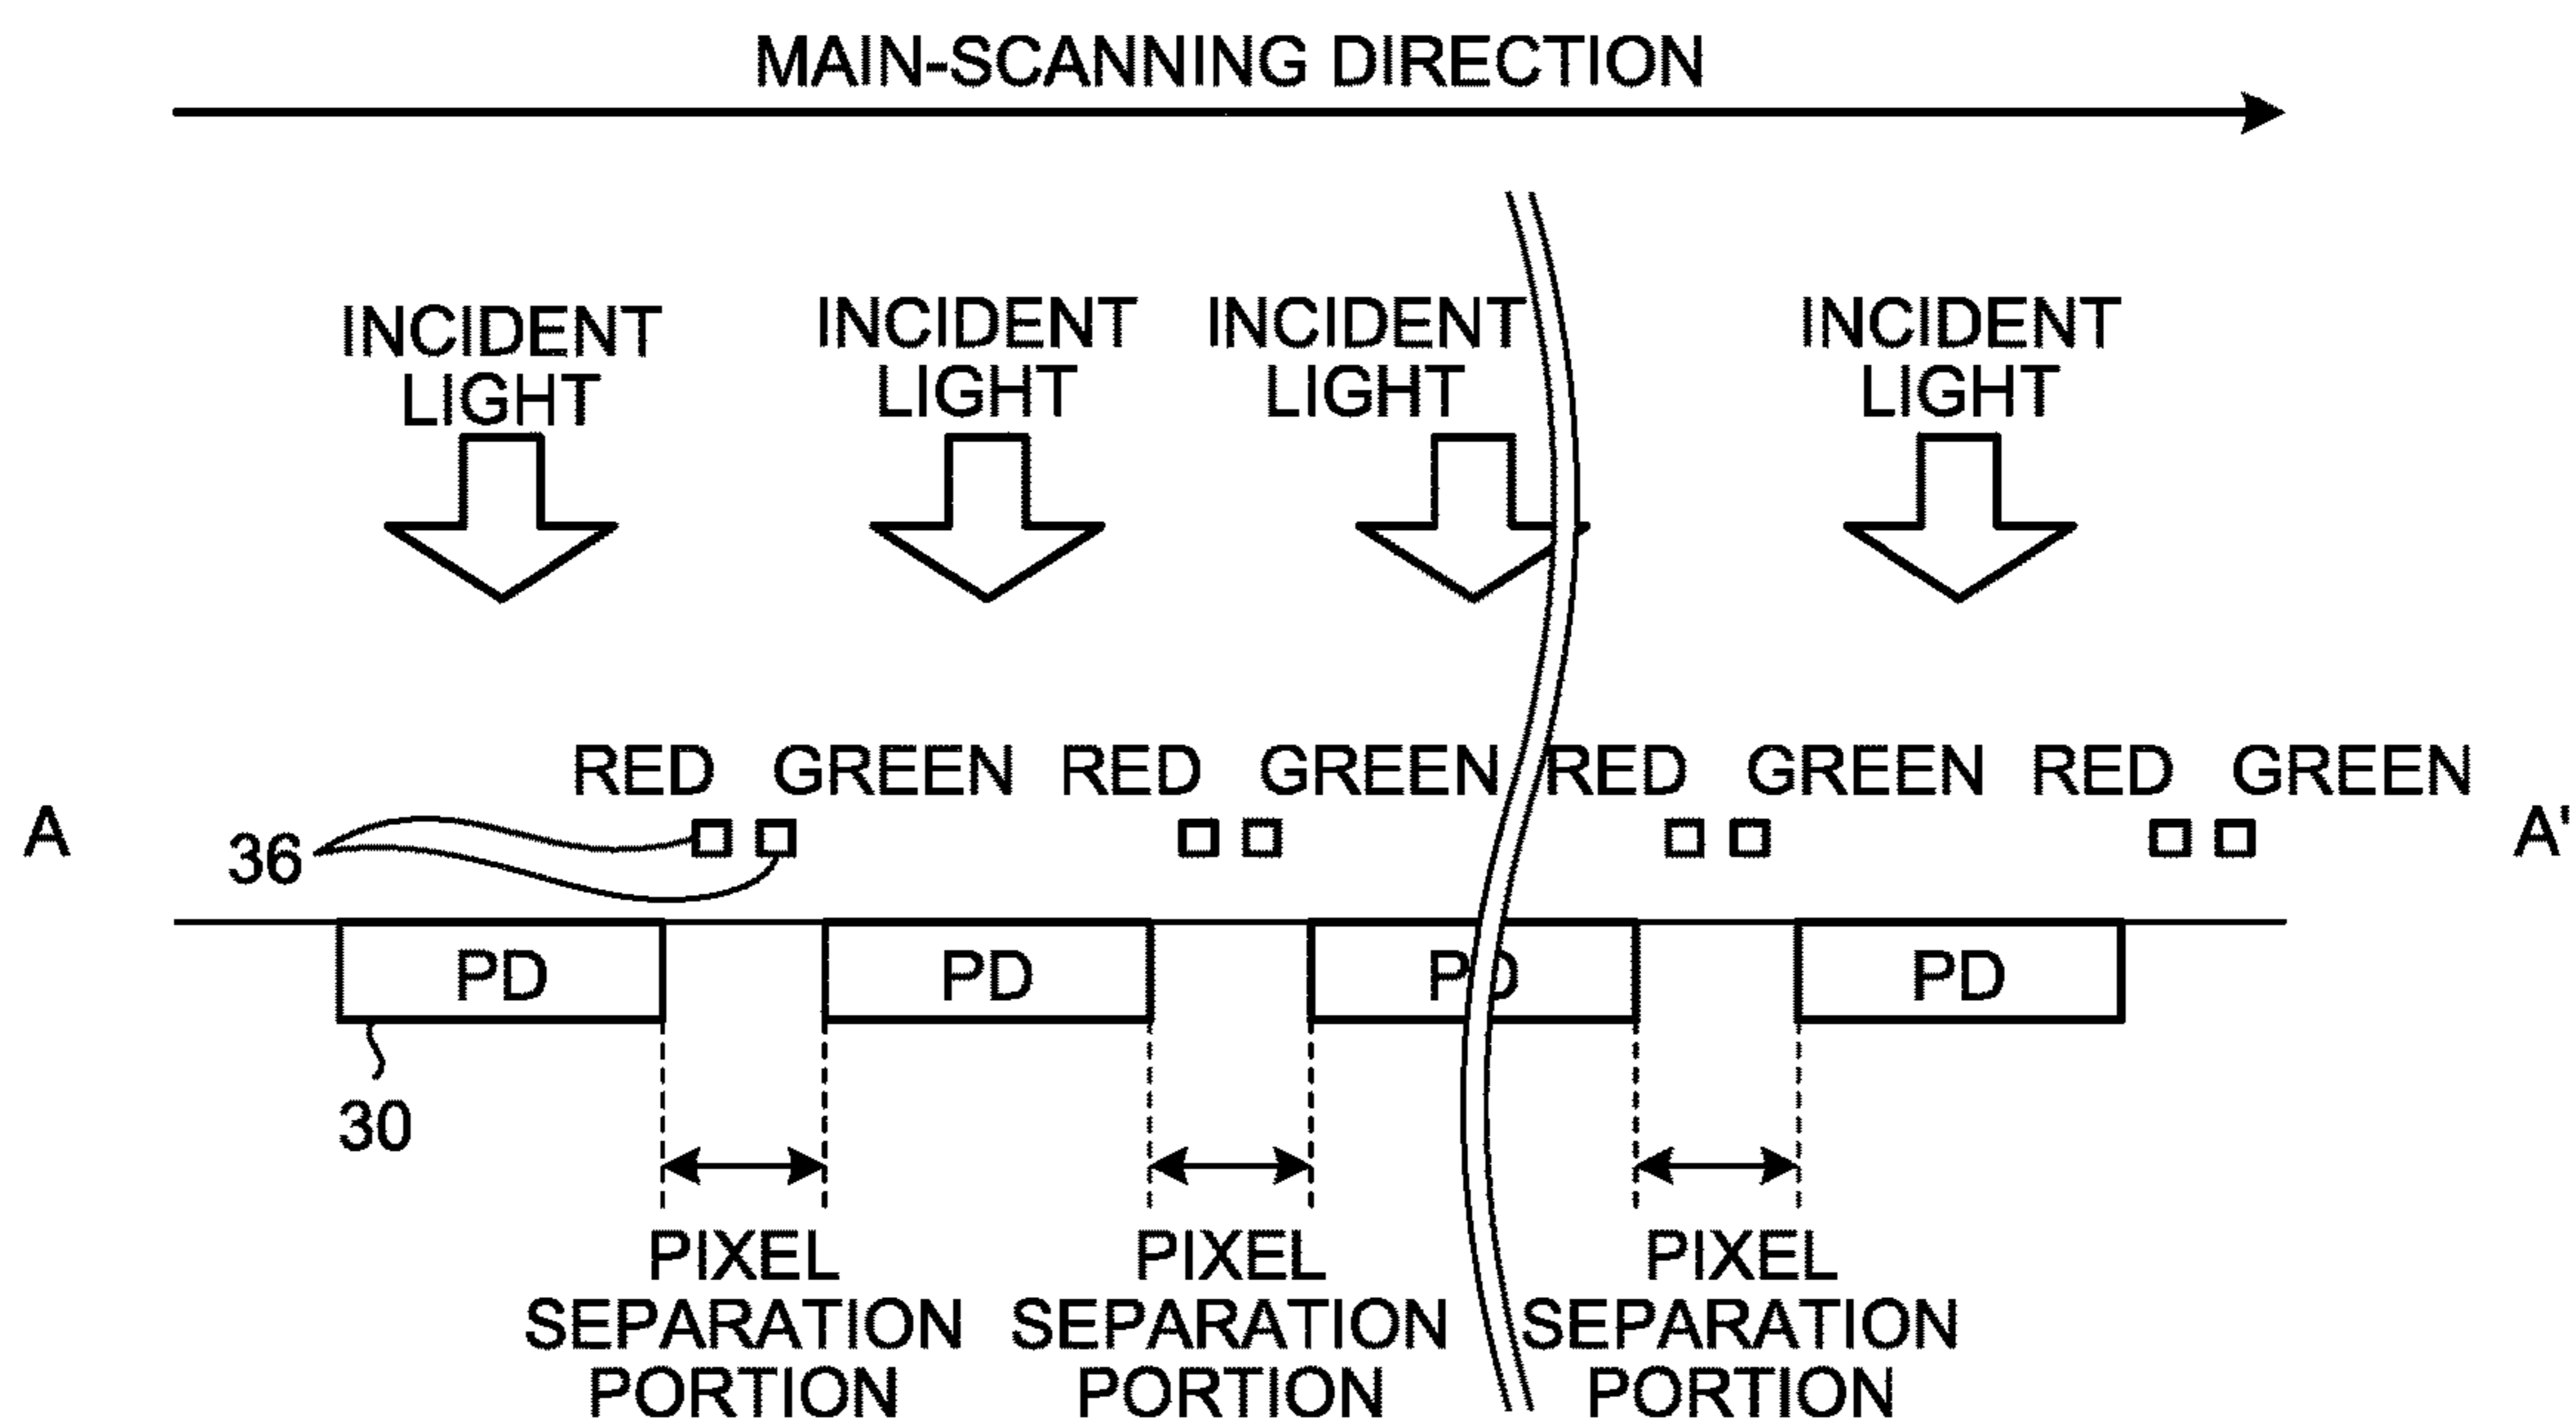 MAIN-SCANNING DIRECTION
INCIDENT LIGHT
INCIDENT LIGHT
INCIDENT LIGHT
INCIDENT LIGHT
RED GREEN RED GREEN RED GREEN RED GREEN
A 36 A'
PD PD PD PD
30
PIXEL SEPARATION PORTION
PIXEL SEPARATION PORTION
PIXEL SEPARATION PORTION